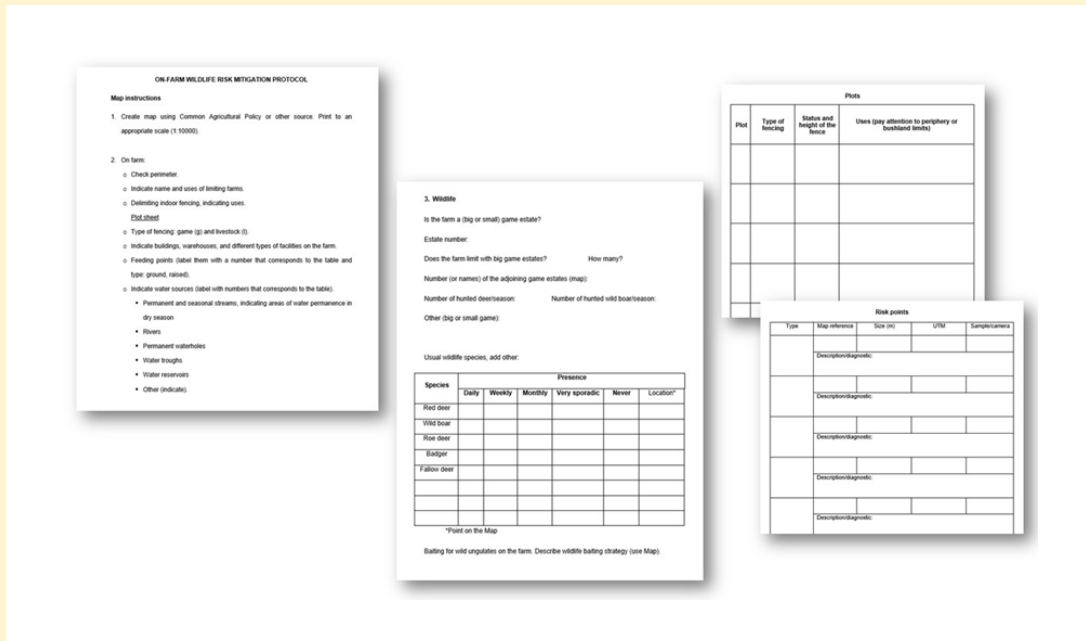 ON-FARM WILDLIFE RISK MITIGATION PROTOCOL
Map instructions
1. Create map using Common Agricultural Policy or other source. Print to an
appropriate scale (1:10000).
2. On farm:
o Check perimeter.
o Indicate name and uses of limiting farms.
o Delimiting indoor fencing, indicating uses.
Plot sheet
o Type of fencing: game (g) and livestock (l).
o Indicate buildings, warehouses, and different types of facilities on the farm.
o Feeding points (label them with a number that corresponds to the table and
type: ground, raised).
o Indicate water sources (label with numbers that corresponds to the table).
▪ Permanent and seasonal streams, indicating areas of water permanence in
dry season
▪ Rivers
▪ Permanent waterholes
▪ Water troughs
▪ Water reservoirs
▪ Other (indicate).
3. Wildlife
Is the farm a (big or small) game estate?
Estate number:
Does the farm limit with big game estates? How many?
Number (or names) of the adjoining game estates (map):
Number of hunted deer/season: Number of hunted wild boar/season:
Other (big or small game):
Usual wildlife species, add other:
Species Presence
Daily Weekly Monthly Very sporadic Never Location*
Red deer
Wild boar
Roe deer
Badger
Fallow deer
*Point on the Map
Baiting for wild ungulates on the farm. Describe wildlife baiting strategy (use Map).
Plots
Plot Type of fencing Status and height of the fence Uses (pay attention to periphery or bushland limits)
Risk points
Type Map reference Size (m) UTM Sample/camera
Description/diagnostic:
Description/diagnostic:
Description/diagnostic:
Description/diagnostic:
Description/diagnostic: